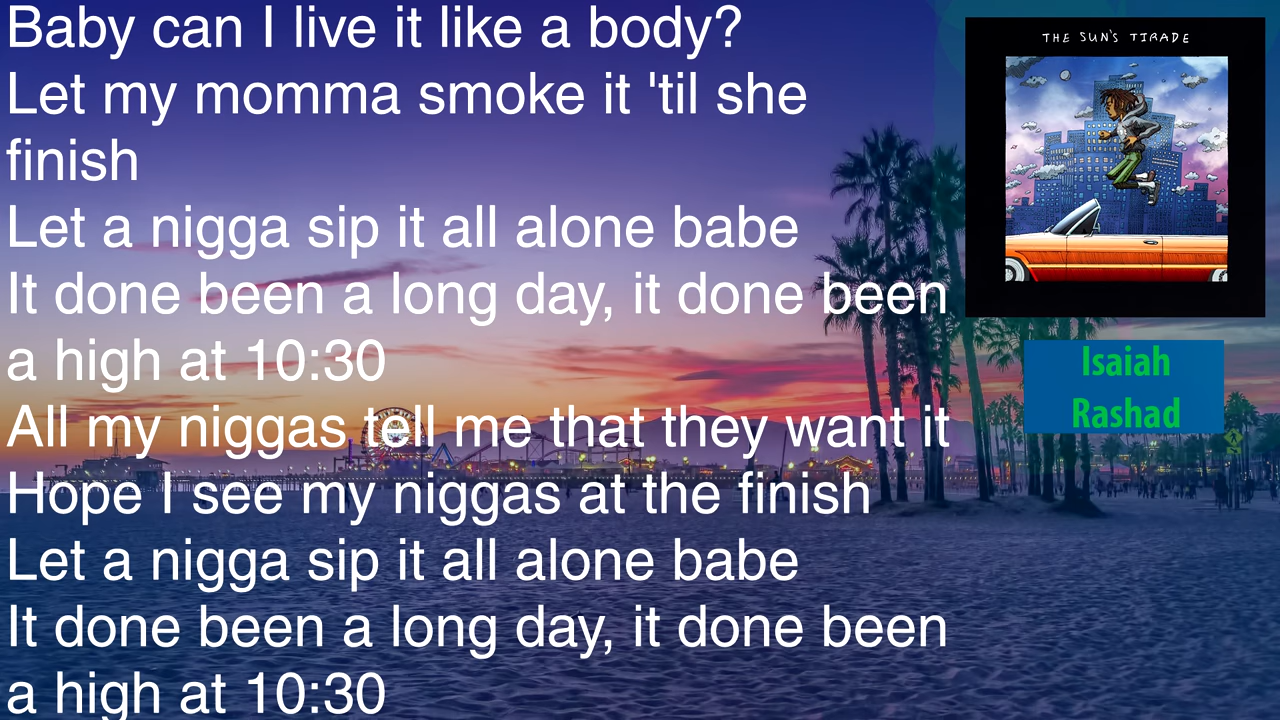 Baby can I live it like a body?
Let my momma smoke it 'til she
finish
Let a nigga sip it all alone babe
It done been a long day, it done been
a high at 10:30
All my niggas tell me that they want it
Hope I see my niggas at the finish
Let a nigga sip it all alone babe
It done been a long day, it done been
a high at 10:30
THE SUN'S TIRADE
Isaiah
Rashad